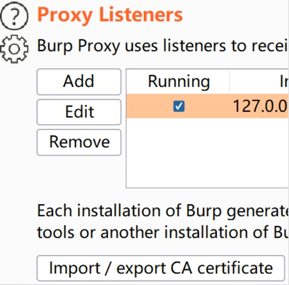 Proxy Listeners
Burp Proxy uses listeners to recei
Add
Running
Edit
127.0.0
Remove
Each installation of Burp generate
tools or another installation of Bu
Import / export CA certificate